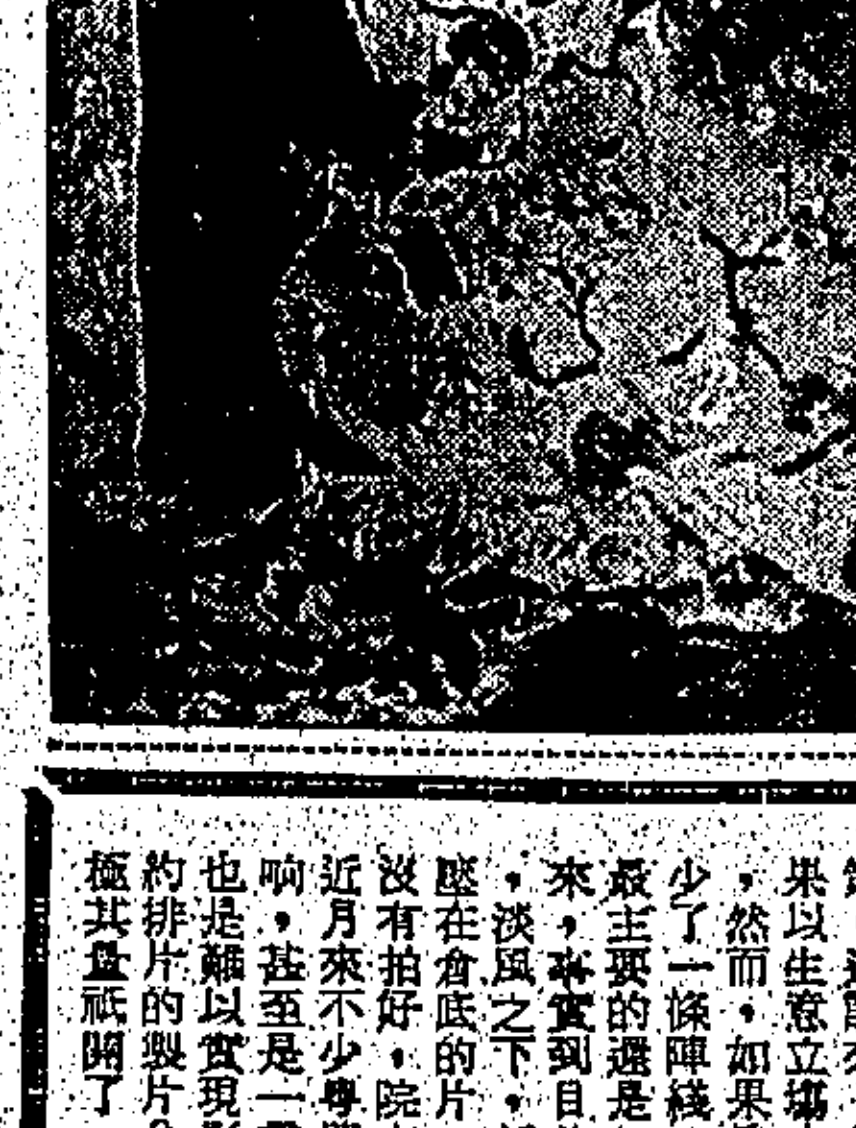 果以生意立場
，然而，如果
少了一條陣綫
最主要的還是
來，事實到目
，淡風之下，
壓在倉底的片
沒有拍好，院
近月來不少粵
响，甚至是一
也是難以實現
約排片的製片
極其量祇開了